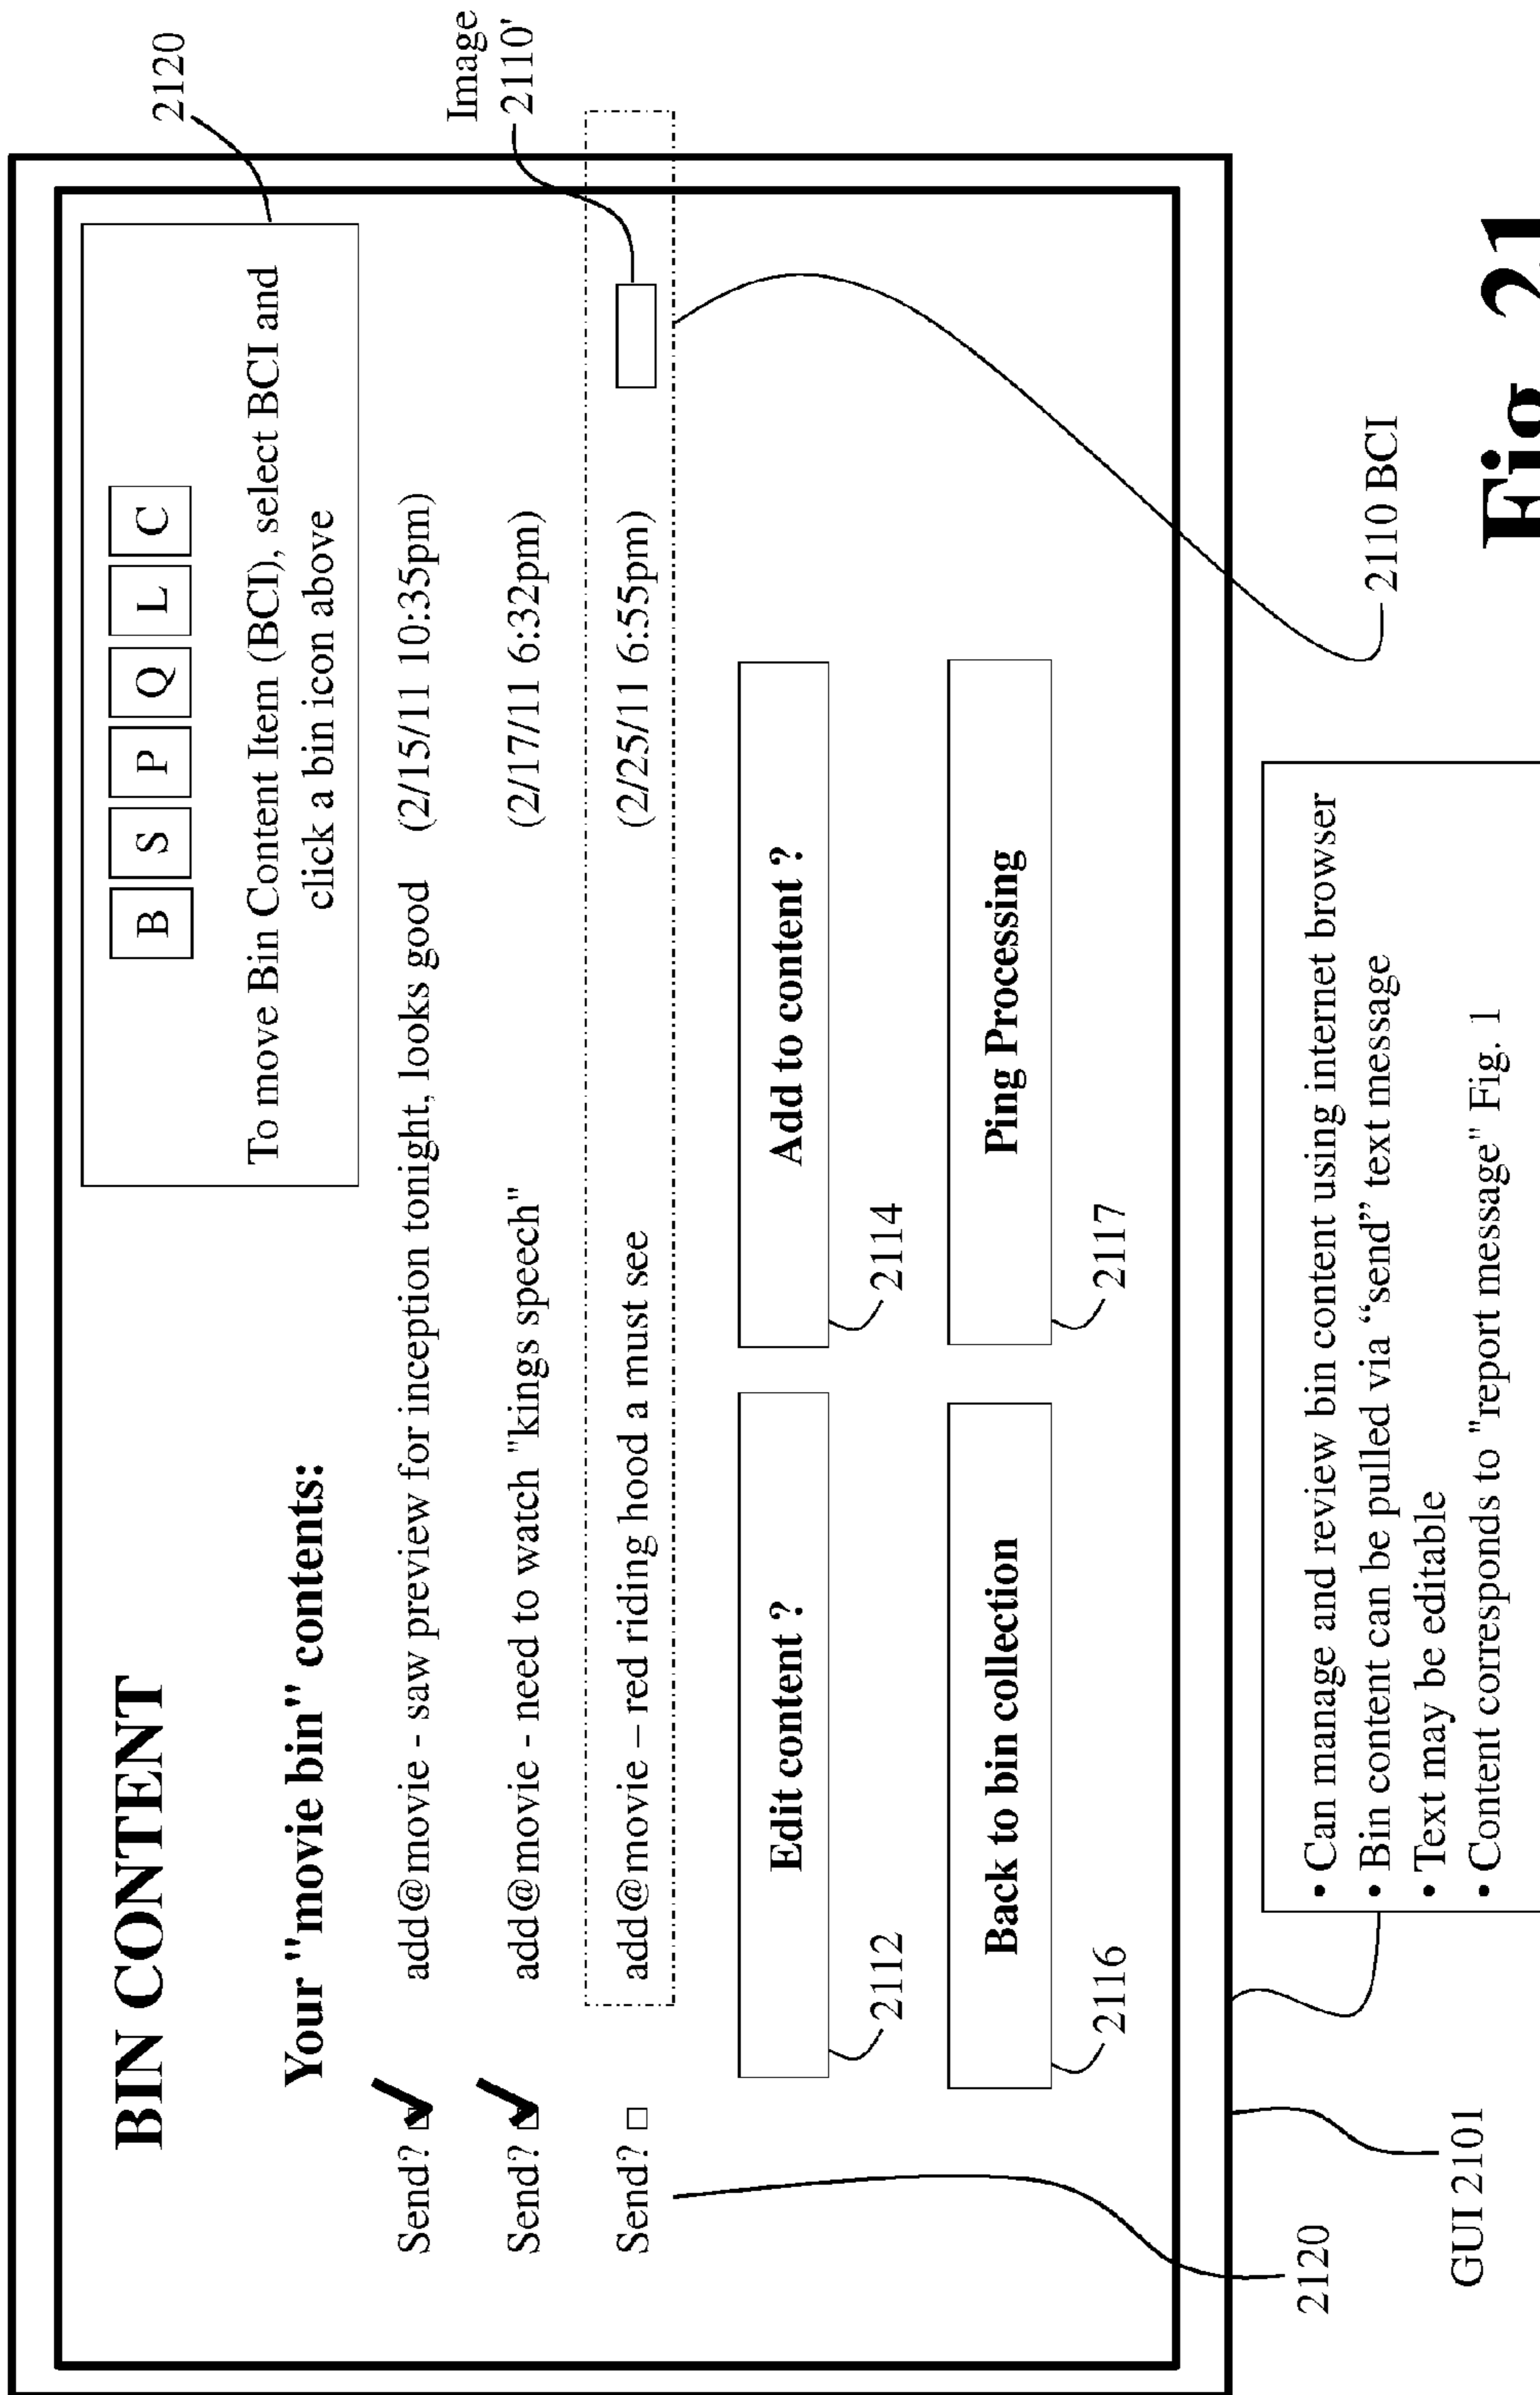 BIN CONTENT
2120
B S P Q L C
To move Bin Content Item (BCI), select BCI and
click a bin icon above
Your "movie bin" contents:
Send? add@movie - saw preview for inception tonight, looks good (2/15/11 10:35pm)
Image
2110'
Send? add@movie - need to watch "kings speech" (2/17/11 6:32pm)
Send? add@movie – red riding hood a must see (2/25/11 6:55pm)
Edit content ? Add to content ?
2112 2114
Back to bin collection Ping Processing
2116 2117
2120
GUI 2101
• Can manage and review bin content using internet browser
• Bin content can be pulled via “send” text message
• Text may be editable
• Content corresponds to "report message" Fig. 1
2110 BCI
Fig. 21